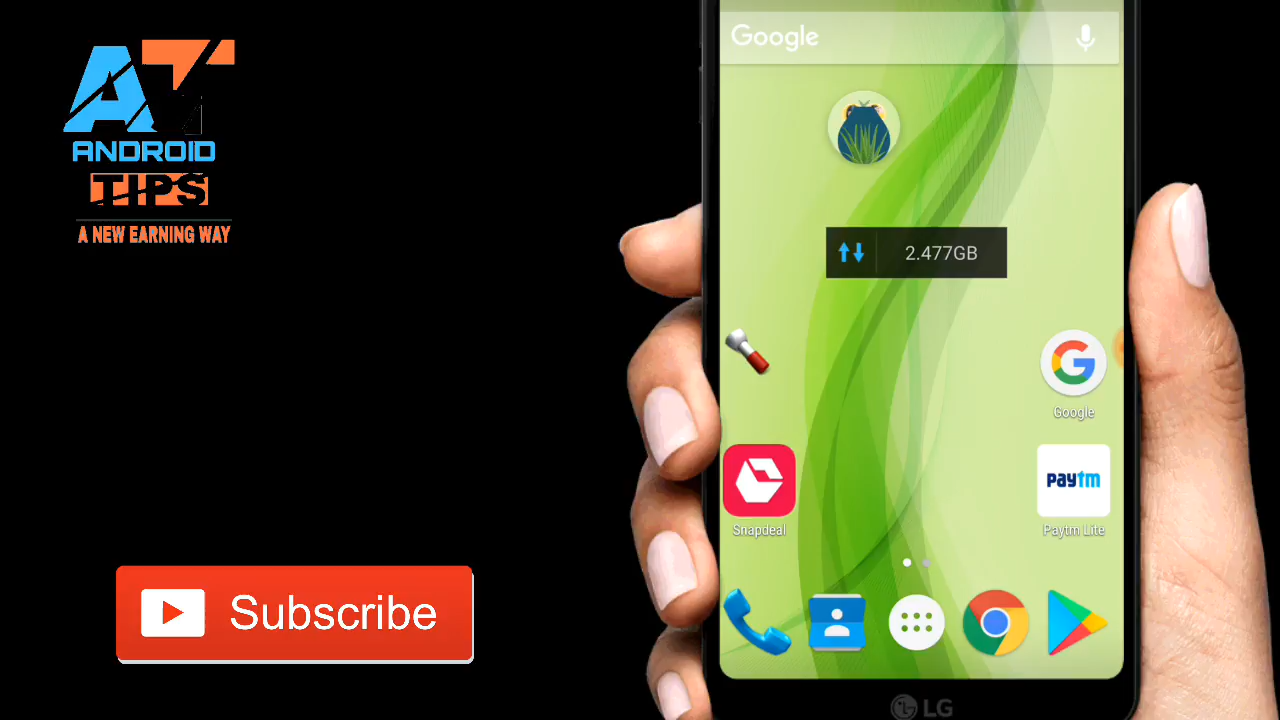 AT
ANDROID
TIPS
A NEW EARNING WAY
Subscribe
Google
2.477GB
Google
Snapdeal
paytm
Paytm Lite
LG